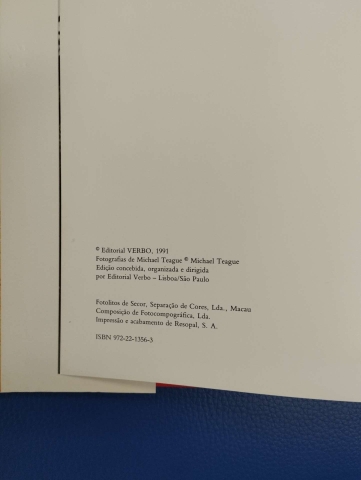 © Editorial VERBO, 1991
Fotografias de Michael Teague © Michael Teague
Edição concebida, organizada e dirigida
por Editorial Verbo – Lisboa/São Paulo
Fotolitos de Secor, Separação de Cores, Lda., Macau
Composição de Fotocompográfica, Lda.
Impressão e acabamento de Resopal, S. A.
ISBN 972-22-1356-3